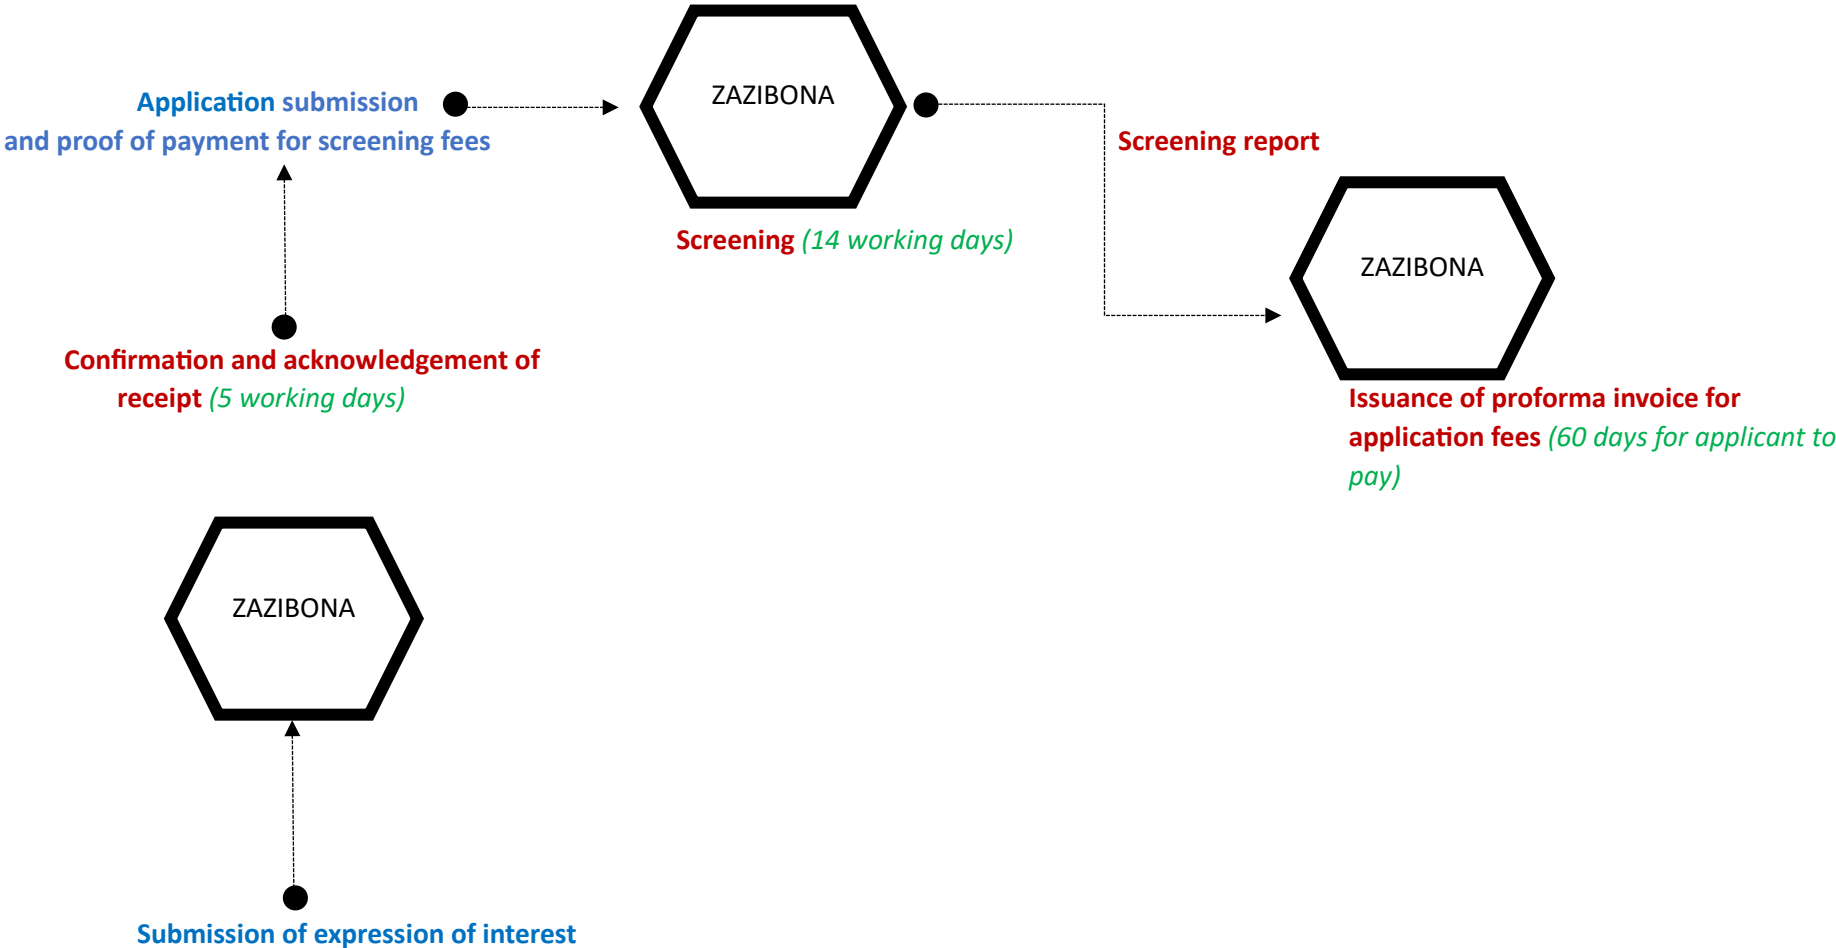 ZAZIBONA
Application submission
and proof of payment for screening fees
Screening report
Screening (14 working days)
ZAZIBONA
Confirmation and acknowledgement of
receipt (5 working days)
Issuance of proforma invoice for
application fees (60 days for applicant to
pay)
ZAZIBONA
Submission of expression of interest